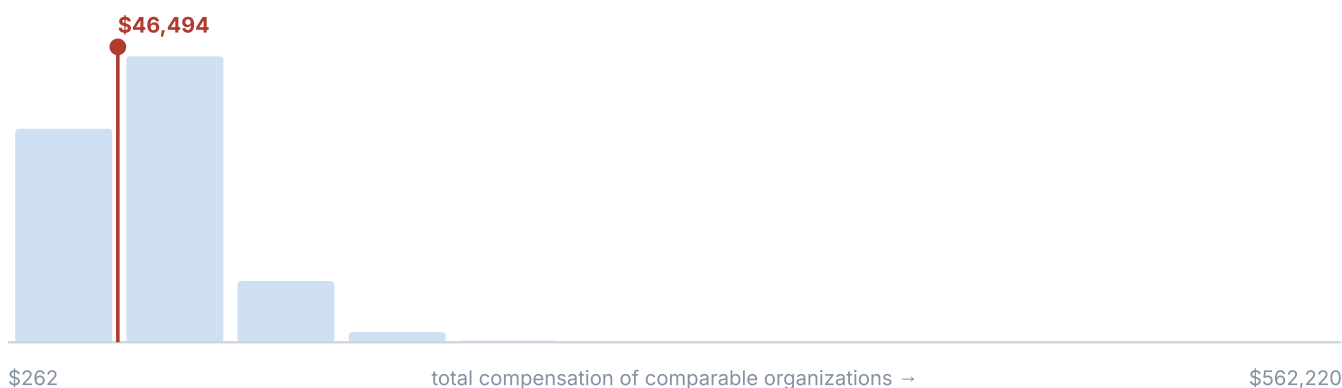 $46,494
$262
total compensation of comparable organizations →
$562,220